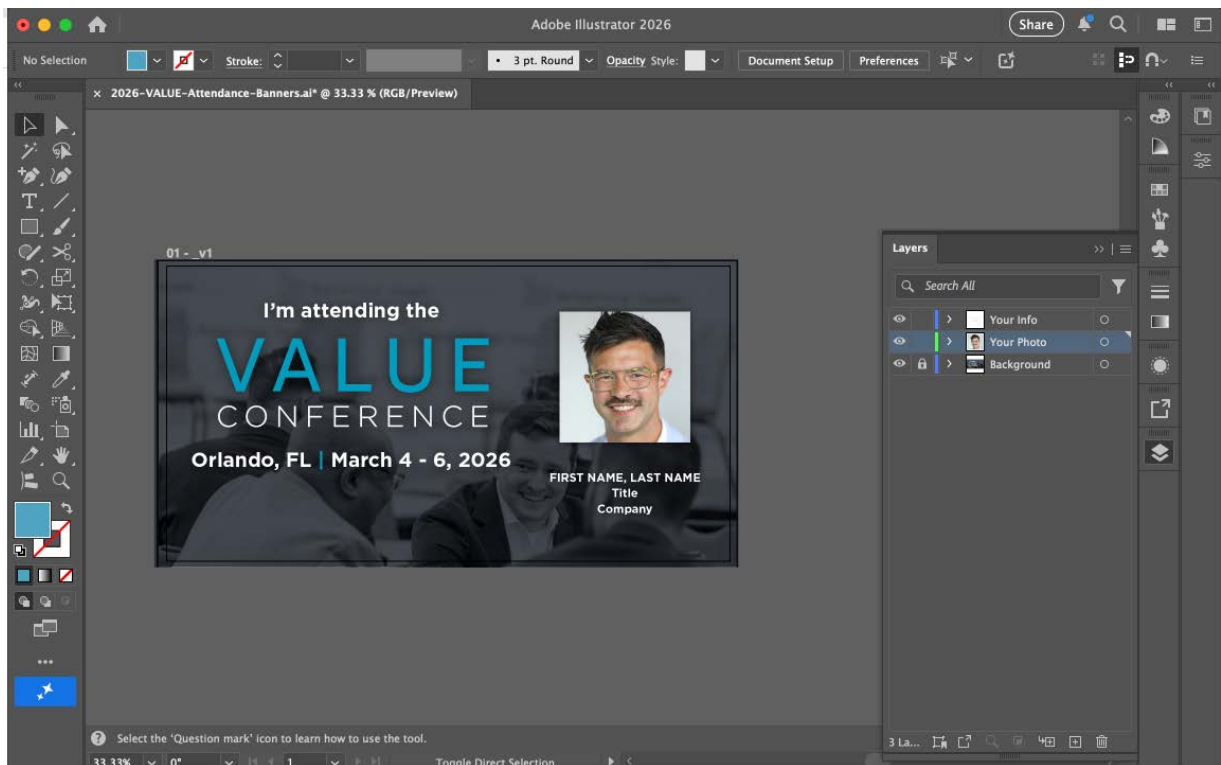 Adobe Illustrator 2026
Share
No Selection
Stroke:
3 pt. Round
Opacity
Style:
Document Setup
Preferences
× 2026-VALUE-Attendance-Banners.ai* @ 33.33 % (RGB/Preview)
01 - _v1
I'm attending the
VALUE
CONFERENCE
Orlando, FL | March 4 - 6, 2026
FIRST NAME, LAST NAME
Title
Company
Layers
Search All
Your Info
Your Photo
Background
3 La...
Select the 'Question mark' icon to learn how to use the tool.
33.33%
0°
1
Toggle Direct Selection